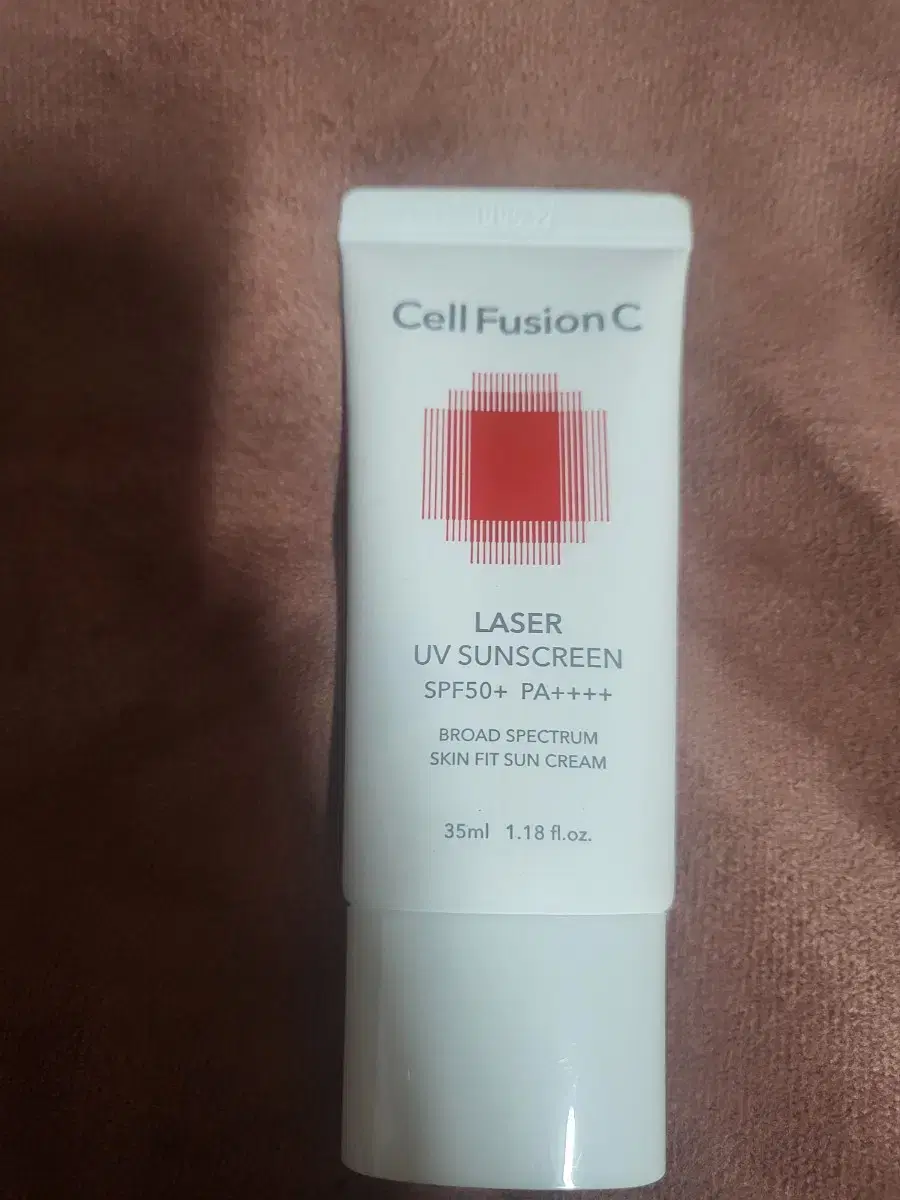 Cell Fusion C
LASER
UV SUNSCREEN
SPF50+ PA++++
BROAD SPECTRUM
SKIN FIT SUN CREAM
35ml 1.18 fl.oz.